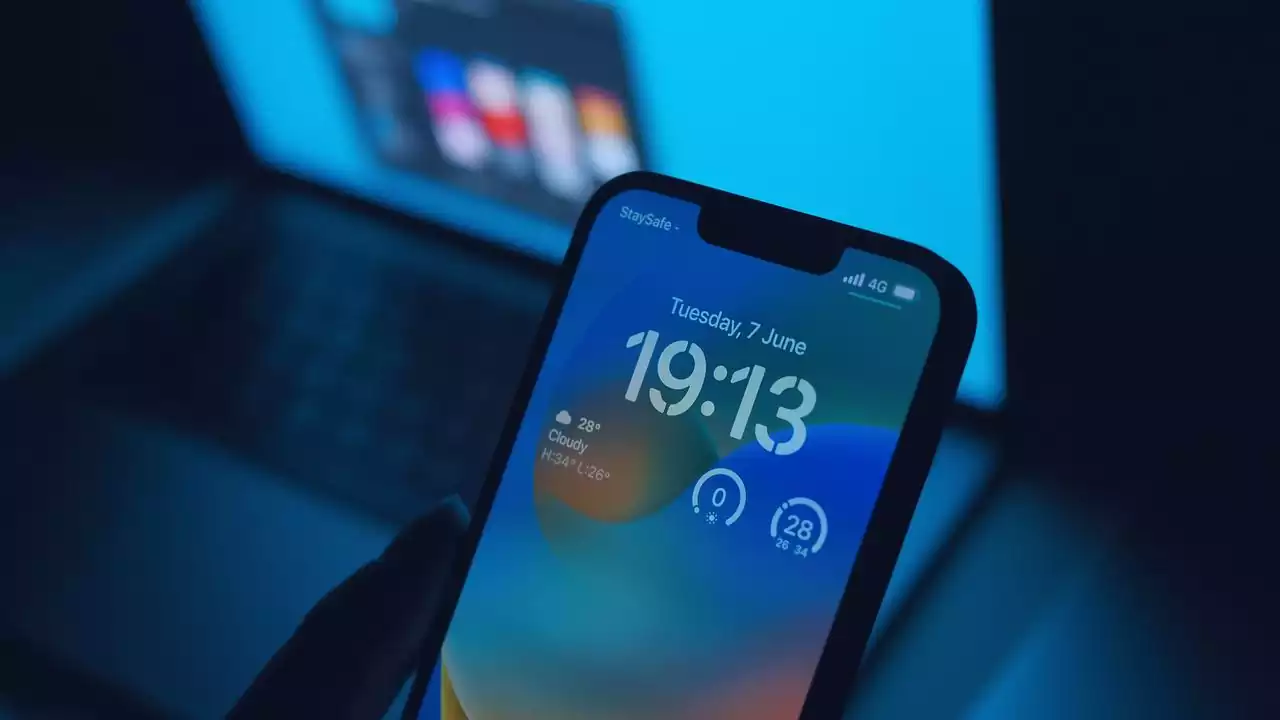 StaySafe -
4G
Tuesday, 7 June
19:13
28°
Cloudy
H:34° L:26°
0
28
26 34